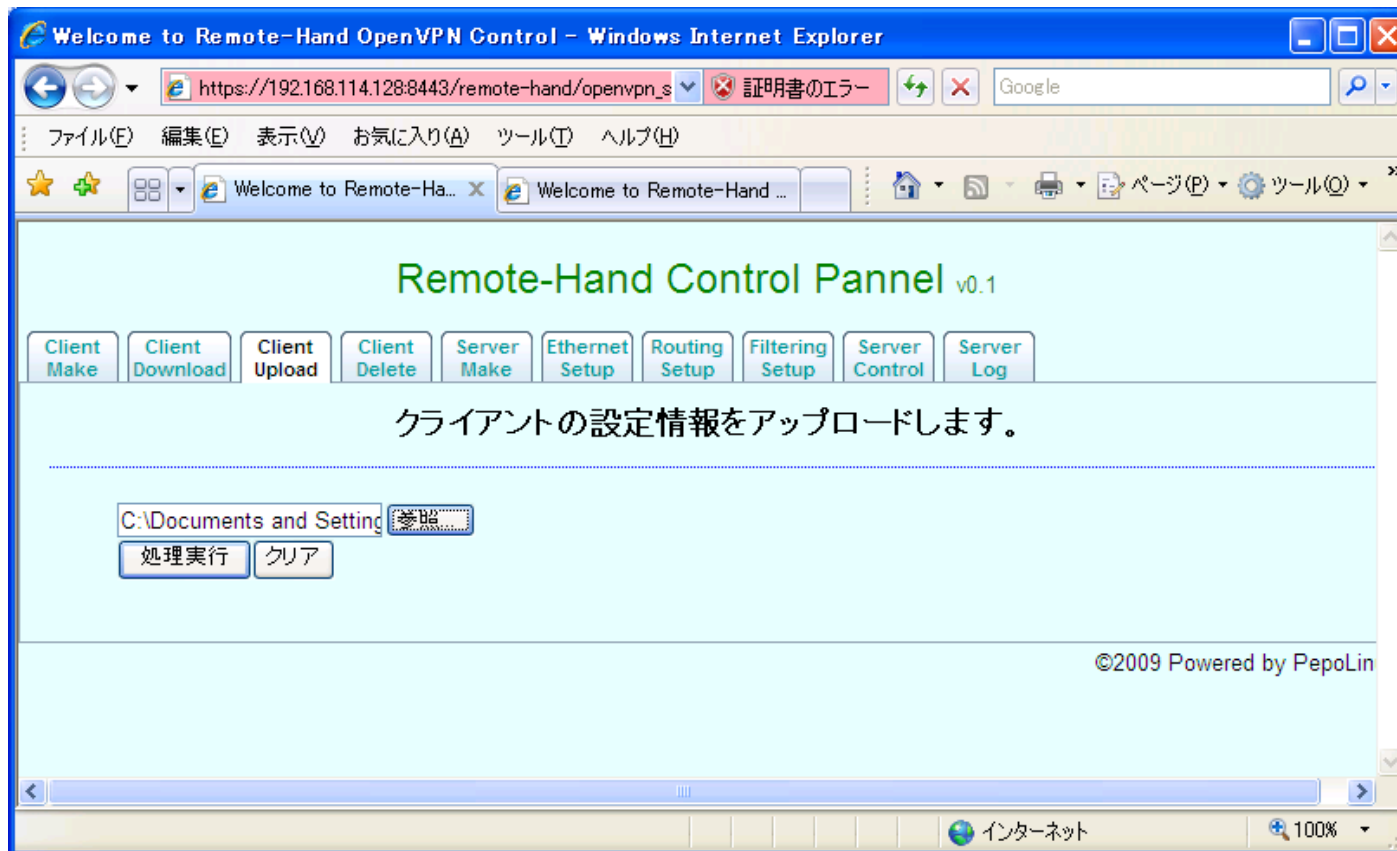 Welcome to Remote-Hand OpenVPN Control - Windows Internet Explorer
https://192.168.114.128:8443/remote-hand/openvpn_s 証明書のエラー Google
ファイル(F) 編集(E) 表示(V) お気に入り(A) ツール(T) ヘルプ(H)
Welcome to Remote-Ha... Welcome to Remote-Hand ... ページ(P) ツール(O) »
Remote-Hand Control Pannel v0.1
Client Make
Client Download
Client Upload
Client Delete
Server Make
Ethernet Setup
Routing Setup
Filtering Setup
Server Control
Server Log
クライアントの設定情報をアップロードします。
C:\Documents and Setting 参照...
処理実行 クリア
©2009 Powered by PepoLin
インターネット 100%